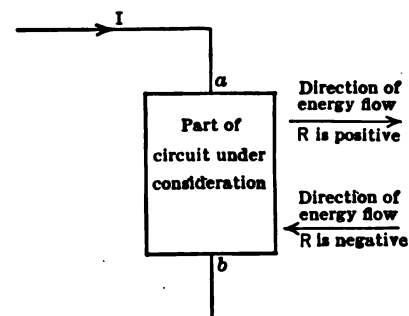 I
a
Part of
circuit under
consideration
b
Direction of
energy flow
R is positive
Direction of
energy flow
R is negative